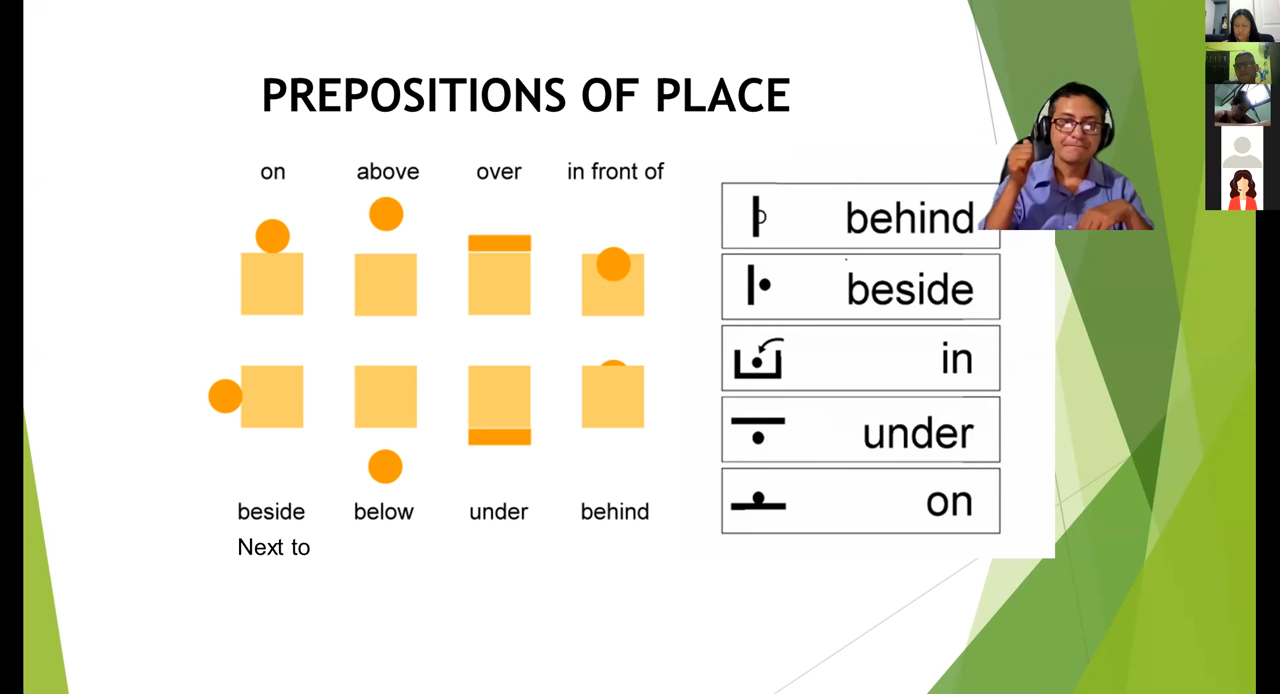 PREPOSITIONS OF PLACE
on above over in front of
beside below under behind
Next to
behind
beside
in
under
on